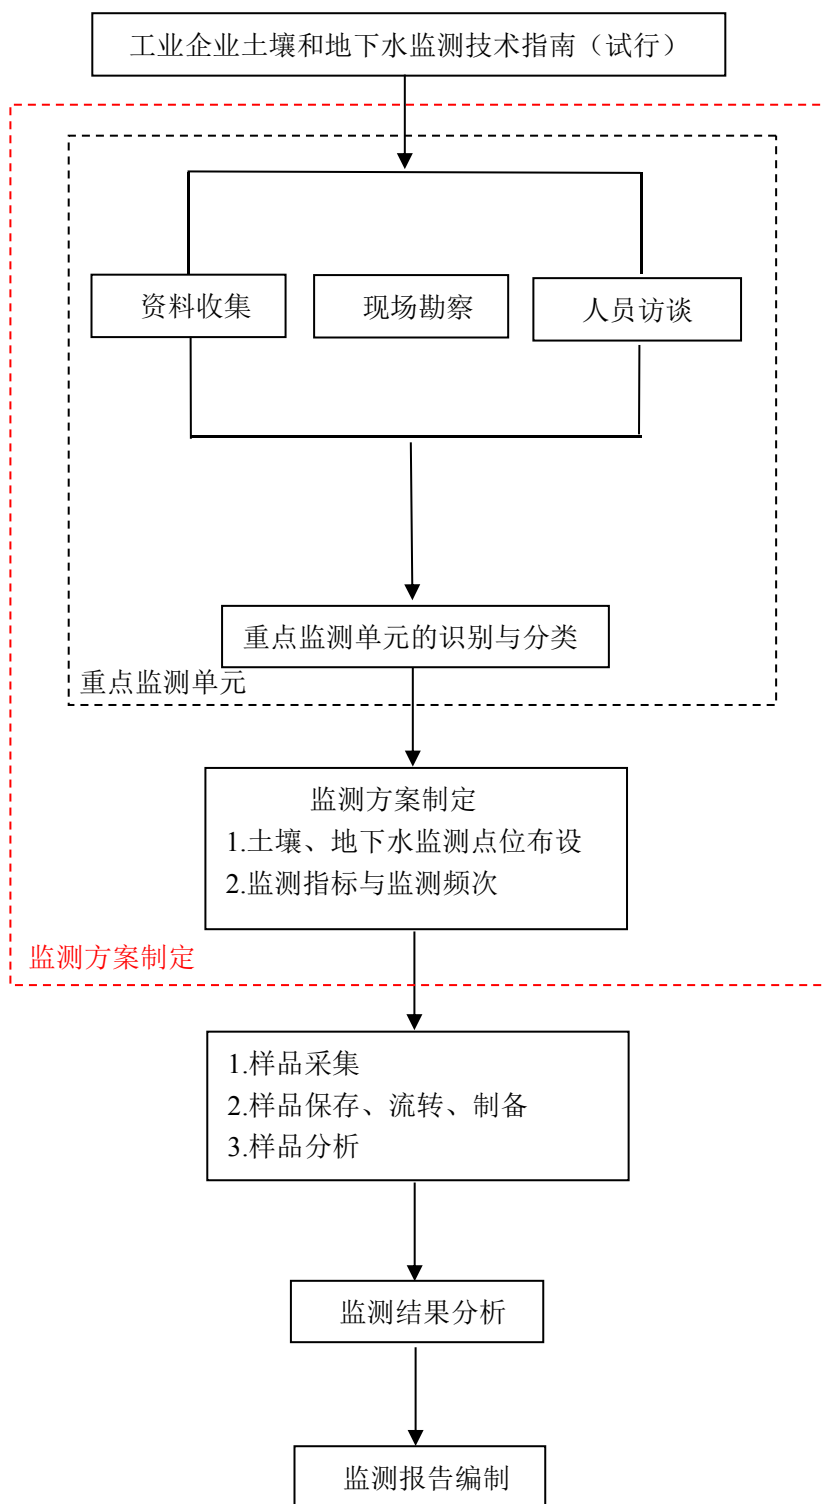 工业企业土壤和地下水监测技术指南（试行）
资料收集
现场勘察
人员访谈
重点监测单元的识别与分类
重点监测单元
监测方案制定
1.土壤、地下水监测点位布设
2.监测指标与监测频次
监测方案制定
1.样品采集
2.样品保存、流转、制备
3.样品分析
监测结果分析
监测报告编制